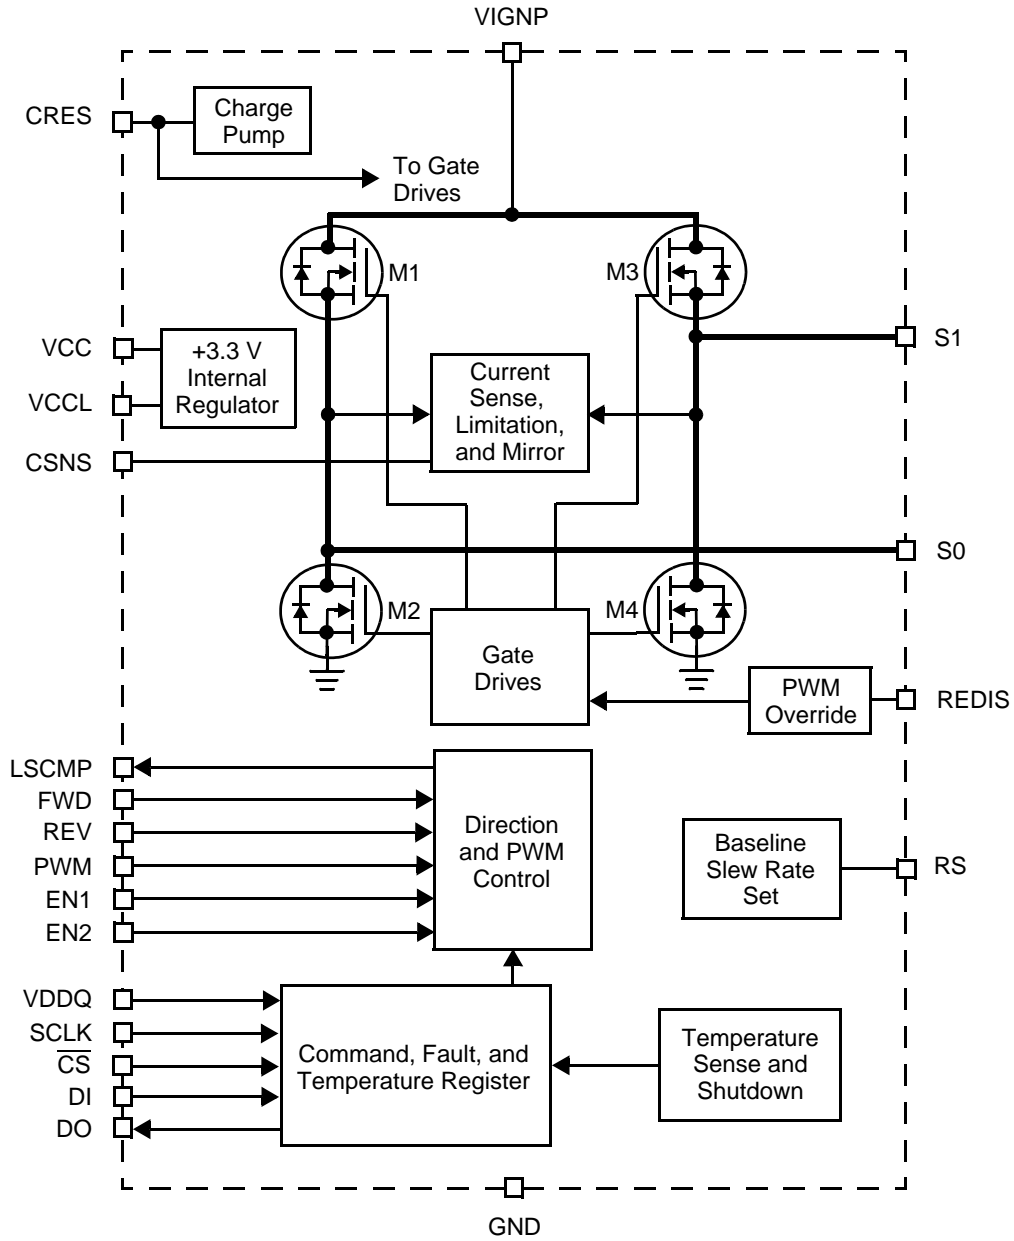 VIGNP
CRES
Charge
Pump
To Gate
Drives
M1
M3
VCC
+3.3 V
Internal
Regulator
VCCL
Current
Sense,
Limitation,
and Mirror
S1
CSNS
S0
M2
M4
Gate
Drives
PWM
Override
REDIS
LSCMP
FWD
REV
PWM
EN1
EN2
Direction
and PWM
Control
Baseline
Slew Rate
Set
RS
VDDQ
SCLK
C̅S̅
DI
DO
Command, Fault, and
Temperature Register
Temperature
Sense and
Shutdown
GND